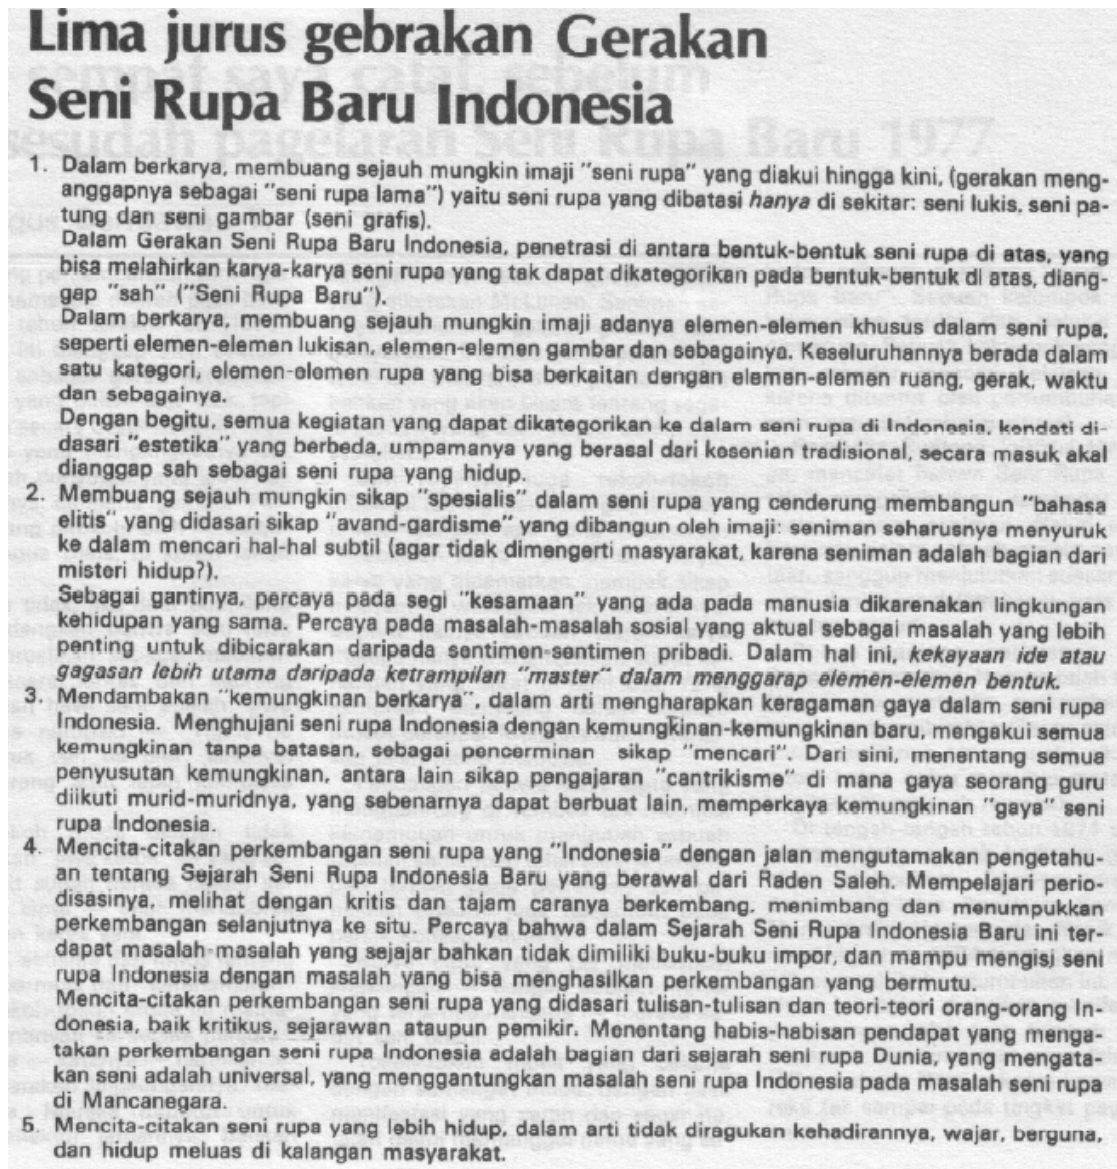 Lima jurus gebrakan Gerakan
Seni Rupa Baru Indonesia
1. Dalam berkarya, membuang sejauh mungkin imaji "seni rupa" yang diakui hingga kini, (gerakan meng-
anggapnya sebagai "seni rupa lama") yaitu seni rupa yang dibatasi hanya di sekitar: seni lukis, seni pa-
tung dan seni gambar (seni grafis).
Dalam Gerakan Seni Rupa Baru Indonesia, penetrasi di antara bentuk-bentuk seni rupa di atas, yang
bisa melahirkan karya-karya seni rupa yang tak dapat dikategorikan pada bentuk-bentuk di atas, diang-
gap "sah" ("Seni Rupa Baru").
Dalam berkarya, membuang sejauh mungkin imaji adanya elemen-elemen khusus dalam seni rupa,
seperti elemen-elemen lukisan, elemen-elemen gambar dan sebagainya. Keseluruhannya berada dalam
satu kategori, elemen-elemen rupa yang bisa berkaitan dengan elemen-elemen ruang, gerak, waktu
dan sebagainya.
Dengan begitu, semua kegiatan yang dapat dikategorikan ke dalam seni rupa di Indonesia, kendati di-
dasari "estetika" yang berbeda, umpamanya yang berasal dari kesenian tradisional, secara masuk akal
dianggap sah sebagai seni rupa yang hidup.
2. Membuang sejauh mungkin sikap "spesialis" dalam seni rupa yang cenderung membangun "bahasa
elitis" yang didasari sikap "avand-gardisme" yang dibangun oleh imaji: seniman seharusnya menyuruk
ke dalam mencari hal-hal subtil (agar tidak dimengerti masyarakat, karena seniman adalah bagian dari
misteri hidup?).
Sebagai gantinya, percaya pada segi "kesamaan" yang ada pada manusia dikarenakan lingkungan
kehidupan yang sama. Percaya pada masalah-masalah sosial yang aktual sebagai masalah yang lebih
penting untuk dibicarakan daripada sentimen-sentimen pribadi. Dalam hal ini, kekayaan ide atau
gagasan lebih utama daripada ketrampilan "master" dalam menggarap elemen-elemen bentuk.
3. Mendambakan "kemungkinan berkarya", dalam arti mengharapkan keragaman gaya dalam seni rupa
Indonesia. Menghujani seni rupa Indonesia dengan kemungkinan-kemungkinan baru, mengakui semua
kemungkinan tanpa batasan, sebagai pencerminan sikap "mencari". Dari sini, menentang semua
penyusutan kemungkinan, antara lain sikap pengajaran "cantrikisme" di mana gaya seorang guru
diikuti murid-muridnya, yang sebenarnya dapat berbuat lain, memperkaya kemungkinan "gaya" seni
rupa Indonesia.
4. Mencita-citakan perkembangan seni rupa yang "Indonesia" dengan jalan mengutamakan pengetahu-
an tentang Sejarah Seni Rupa Indonesia Baru yang berawal dari Raden Saleh. Mempelajari perio-
disasinya, melihat dengan kritis dan tajam caranya berkembang, menimbang dan menumpukkan
perkembangan selanjutnya ke situ. Percaya bahwa dalam Sejarah Seni Rupa Indonesia Baru ini ter-
dapat masalah-masalah yang sejajar bahkan tidak dimiliki buku-buku impor, dan mampu mengisi seni
rupa Indonesia dengan masalah yang bisa menghasilkan perkembangan yang bermutu.
Mencita-citakan perkembangan seni rupa yang didasari tulisan-tulisan dan teori-teori orang-orang In-
donesia, baik kritikus, sejarawan ataupun pemikir. Menentang habis-habisan pendapat yang menga-
takan perkembangan seni rupa Indonesia adalah bagian dari sejarah seni rupa Dunia, yang mengata-
kan seni adalah universal, yang menggantungkan masalah seni rupa Indonesia pada masalah seni rupa
di Mancanegara.
5. Mencita-citakan seni rupa yang lebih hidup, dalam arti tidak diragukan kehadirannya, wajar, berguna,
dan hidup meluas di kalangan masyarakat.